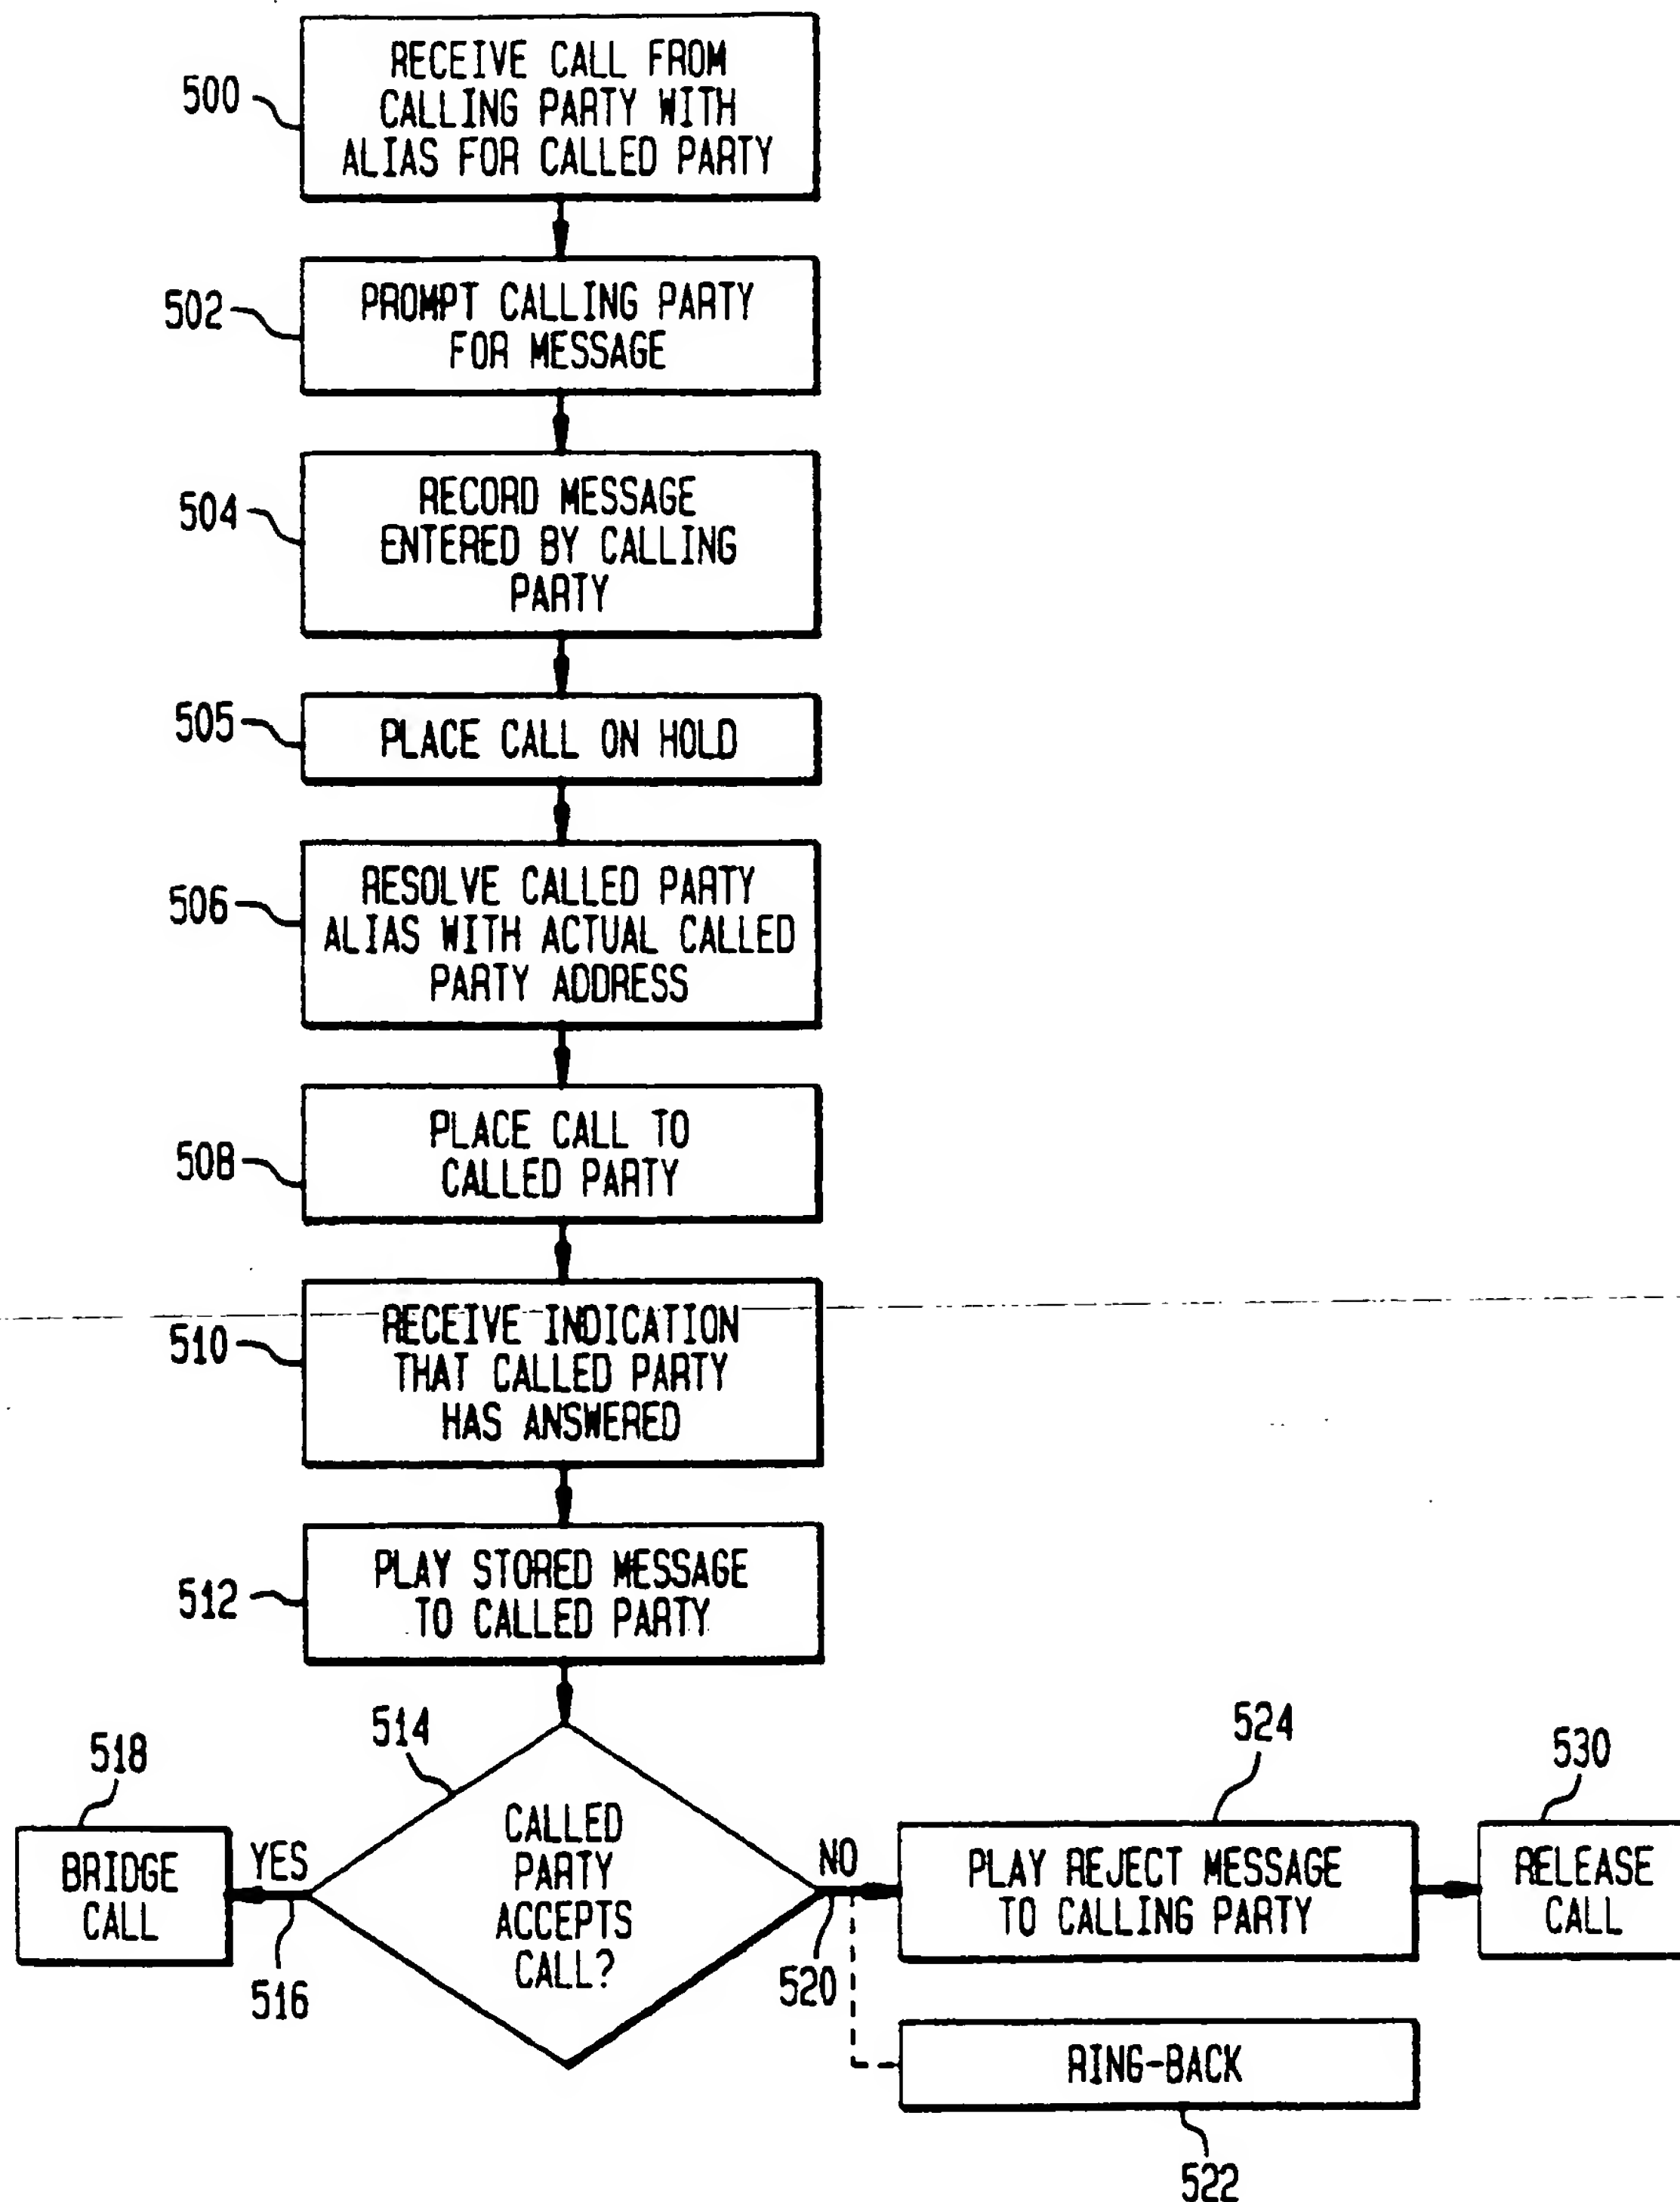 500
RECEIVE CALL FROM
CALLING PARTY WITH
ALIAS FOR CALLED PARTY
502
PROMPT CALLING PARTY
FOR MESSAGE
504
RECORD MESSAGE
ENTERED BY CALLING
PARTY
505
PLACE CALL ON HOLD
506
RESOLVE CALLED PARTY
ALIAS WITH ACTUAL CALLED
PARTY ADDRESS
508
PLACE CALL TO
CALLED PARTY
510
RECEIVE INDICATION
THAT CALLED PARTY
HAS ANSWERED
512
PLAY STORED MESSAGE
TO CALLED PARTY
514
CALLED
PARTY
ACCEPTS
CALL?
518
BRIDGE
CALL
YES
516
NO
520
524
PLAY REJECT MESSAGE
TO CALLING PARTY
530
RELEASE
CALL
RING-BACK
522